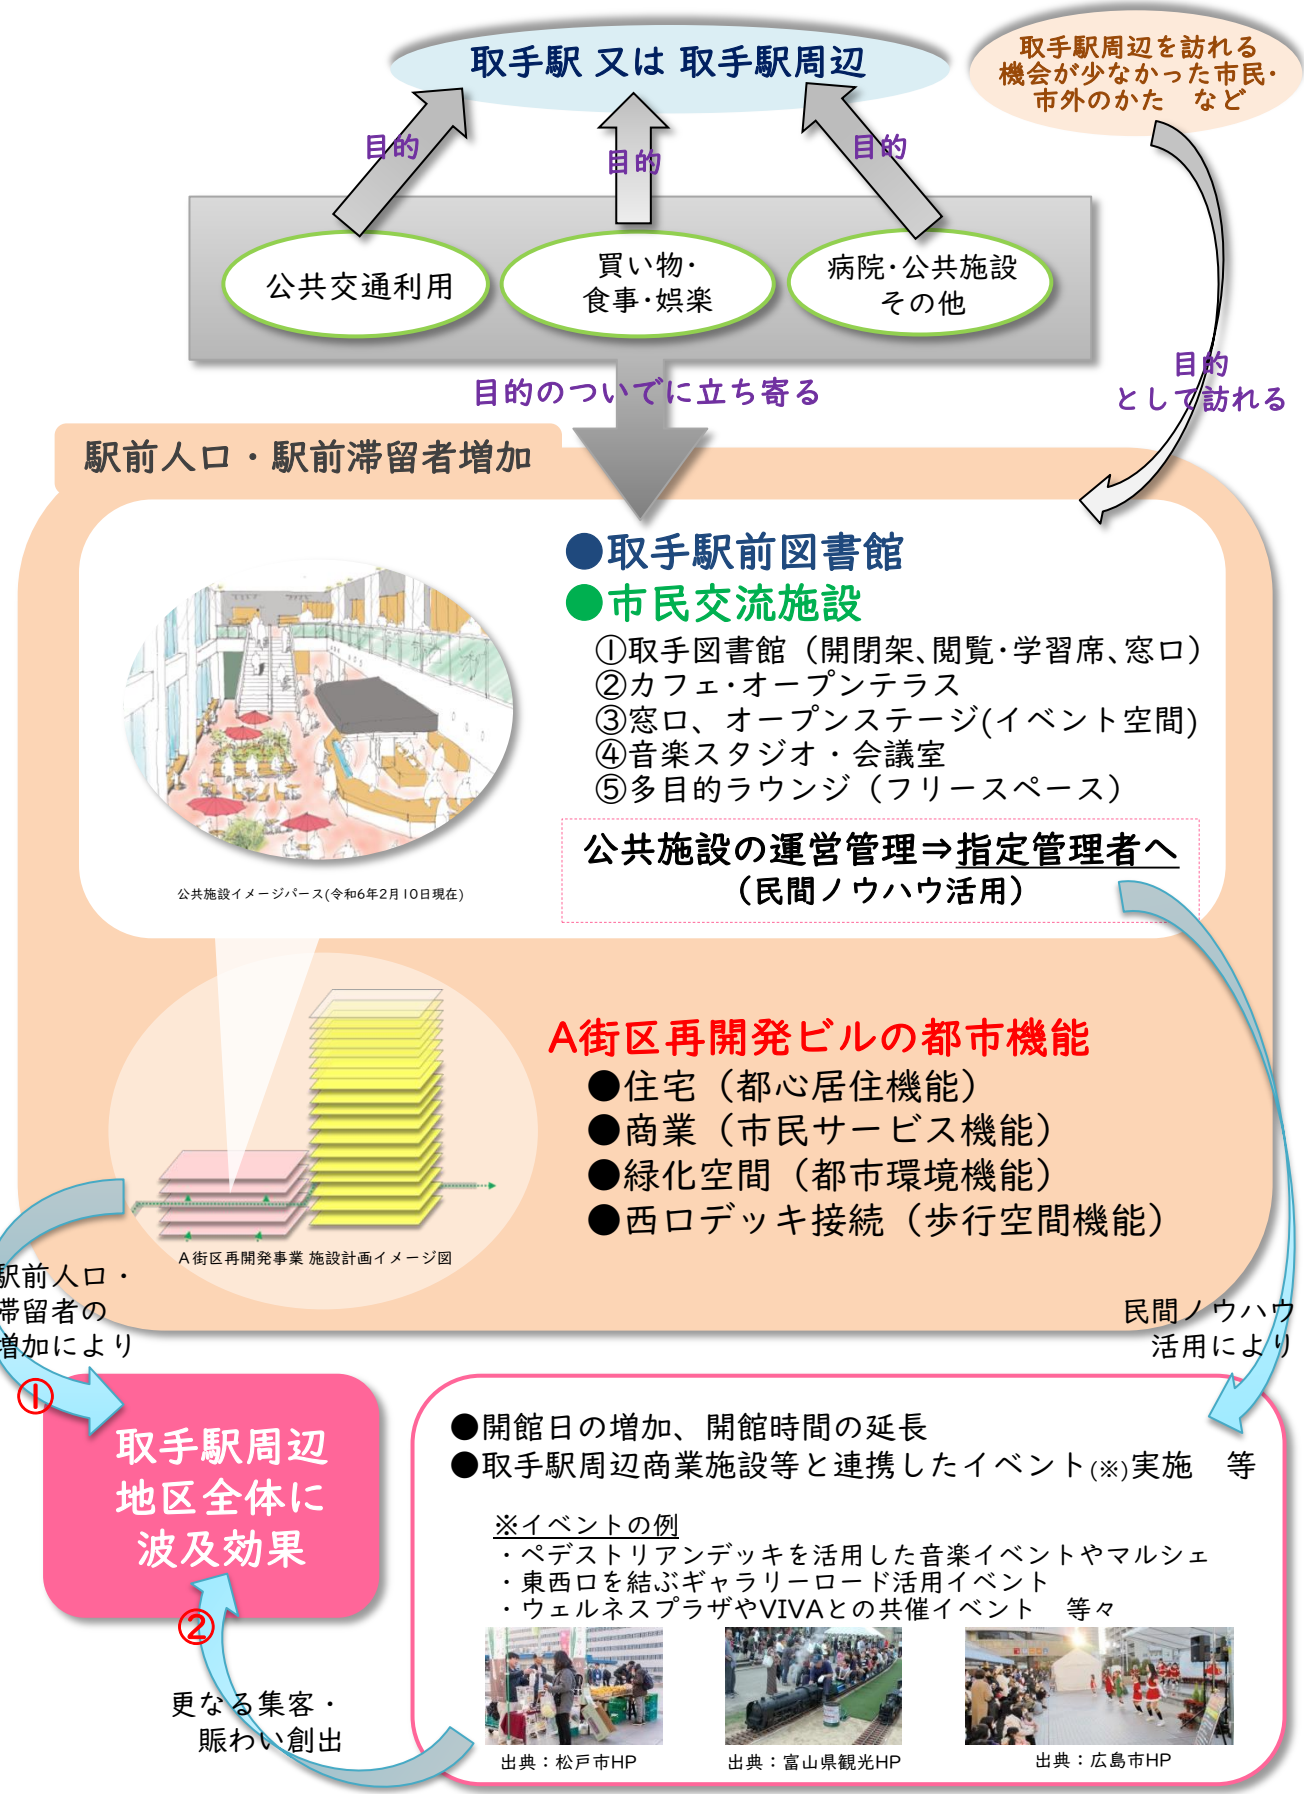 取手駅 又は 取手駅周辺
取手駅周辺を訪れる
機会が少なかった市民・
市外のかた　など
目的
目的
目的
公共交通利用
買い物・
食事・娯楽
病院・公共施設
その他
目的のついでに立ち寄る
目的
として訪れる
駅前人口・駅前滞留者増加
●取手駅前図書館
●市民交流施設
①取手図書館（開閉架、閲覧・学習席、窓口）
②カフェ・オープンテラス
③窓口、オープンステージ(イベント空間)
④音楽スタジオ・会議室
⑤多目的ラウンジ（フリースペース）
公共施設の運営管理⇒指定管理者へ
（民間ノウハウ活用）
公共施設イメージパース(令和6年2月10日現在)
A街区再開発ビルの都市機能
●住宅（都心居住機能）
●商業（市民サービス機能）
●緑化空間（都市環境機能）
●西口デッキ接続（歩行空間機能）
A街区再開発事業 施設計画イメージ図
駅前人口・
滞留者の
増加により
①
民間ノウハウ
活用により
取手駅周辺
地区全体に
波及効果
②
更なる集客・
賑わい創出
●開館日の増加、開館時間の延長
●取手駅周辺商業施設等と連携したイベント(※)実施　等
※イベントの例
・ペデストリアンデッキを活用した音楽イベントやマルシェ
・東西口を結ぶギャラリーロード活用イベント
・ウェルネスプラザやVIVAとの共催イベント　等々
出典：松戸市HP
出典：富山県観光HP
出典：広島市HP